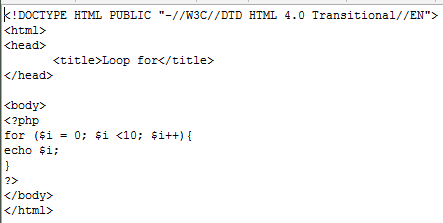 <!DOCTYPE HTML PUBLIC "-//W3C//DTD HTML 4.0 Transitional//EN">
<html>
<head>
<title>Loop for</title>
</head>
<body>
<?php
for ($i = 0; $i <10; $i++){
echo $i;
}
?>
</body>
</html>